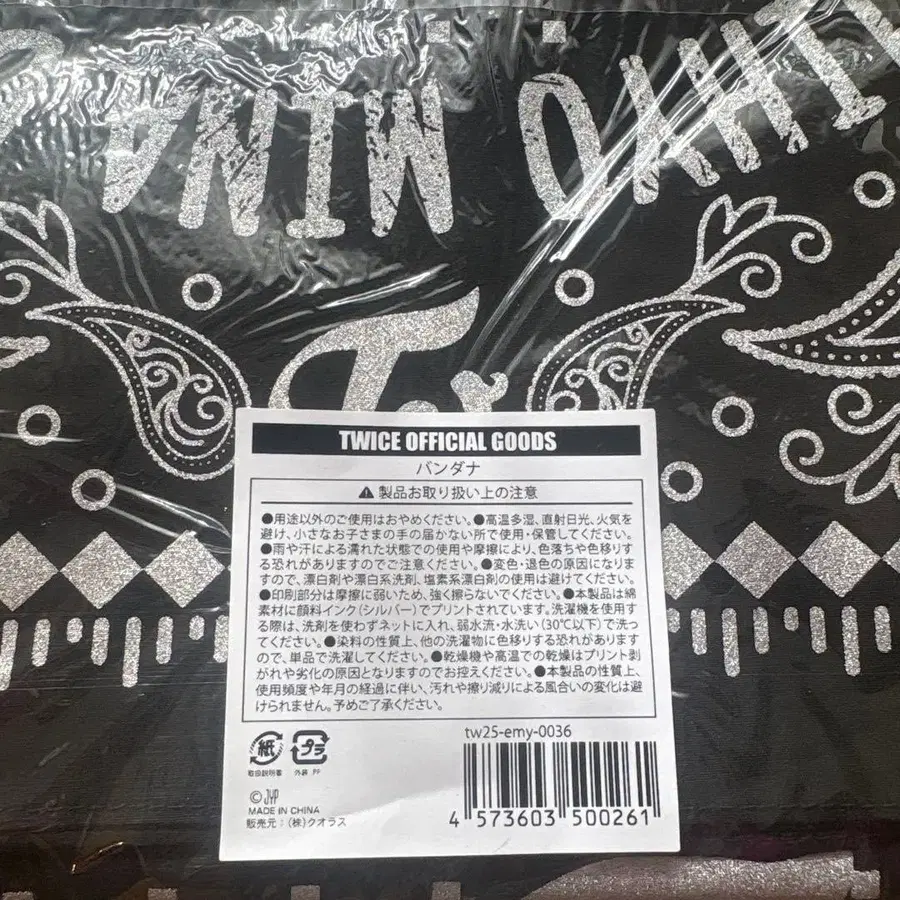 MINA
JIHYO
TWICE OFFICIAL GOODS
バンダナ
⚠製品お取り扱い上の注意
●用途以外のご使用はおやめください。●高温多湿、直射日光、火気を
避け、小さなお子さまの手の届かない所で使用・保管してください。
●雨や汗による濡れた状態での使用や摩擦により、色落ちや色移りす
る恐れがありますのでご注意ください。●変色・退色の原因になりま
すので、漂白剤や漂白系洗剤、塩素系漂白剤の使用は避けてください。
●印刷部分は摩擦に弱いため、強く擦らないでください。●本製品は綿
素材に顔料インク(シルバー)でプリントされています。洗濯機を使用す
る際は、洗剤を使わずネットに入れ、弱水流・水洗い(30℃以下)で洗っ
てください。●染料の性質上、他の洗濯物に色移りする恐れがあります
ので、単品で洗濯してください。●乾燥機や高温での乾燥はプリント剥
がれや劣化の原因となりますのでお控えください。●本製品の性質上、
使用頻度や年月の経過に伴い、汚れや擦り減りによる風合いの変化は避
けられません。予めご了承ください。
tw25-emy-0036
紙 プラ
取扱説明書 外装 PP
© JYP
MADE IN CHINA
販売元:(株)クオラス
4 573603 500261